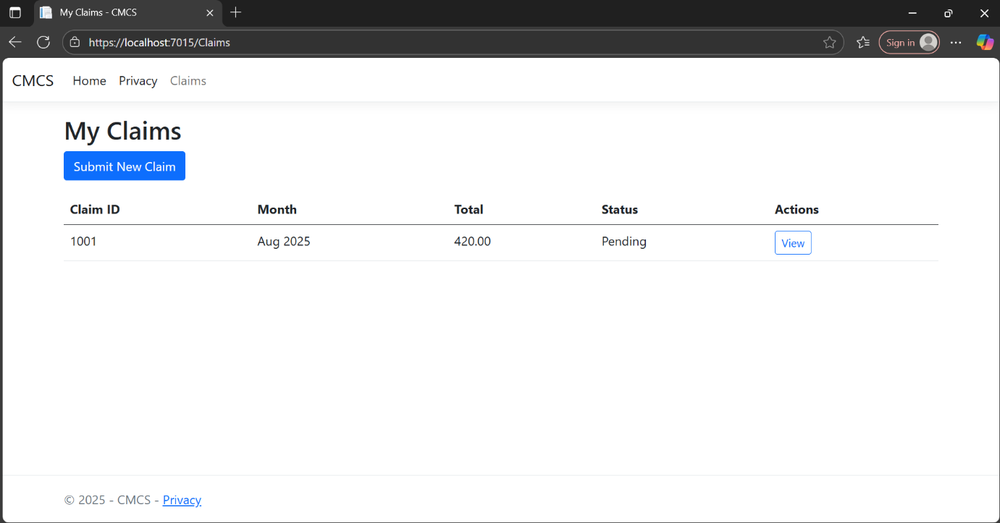 My Claims - CMCS
https://localhost:7015/Claims
Sign in
CMCS Home Privacy Claims
My Claims
Submit New Claim
Claim ID Month Total Status Actions
1001 Aug 2025 420.00 Pending View
© 2025 - CMCS - Privacy